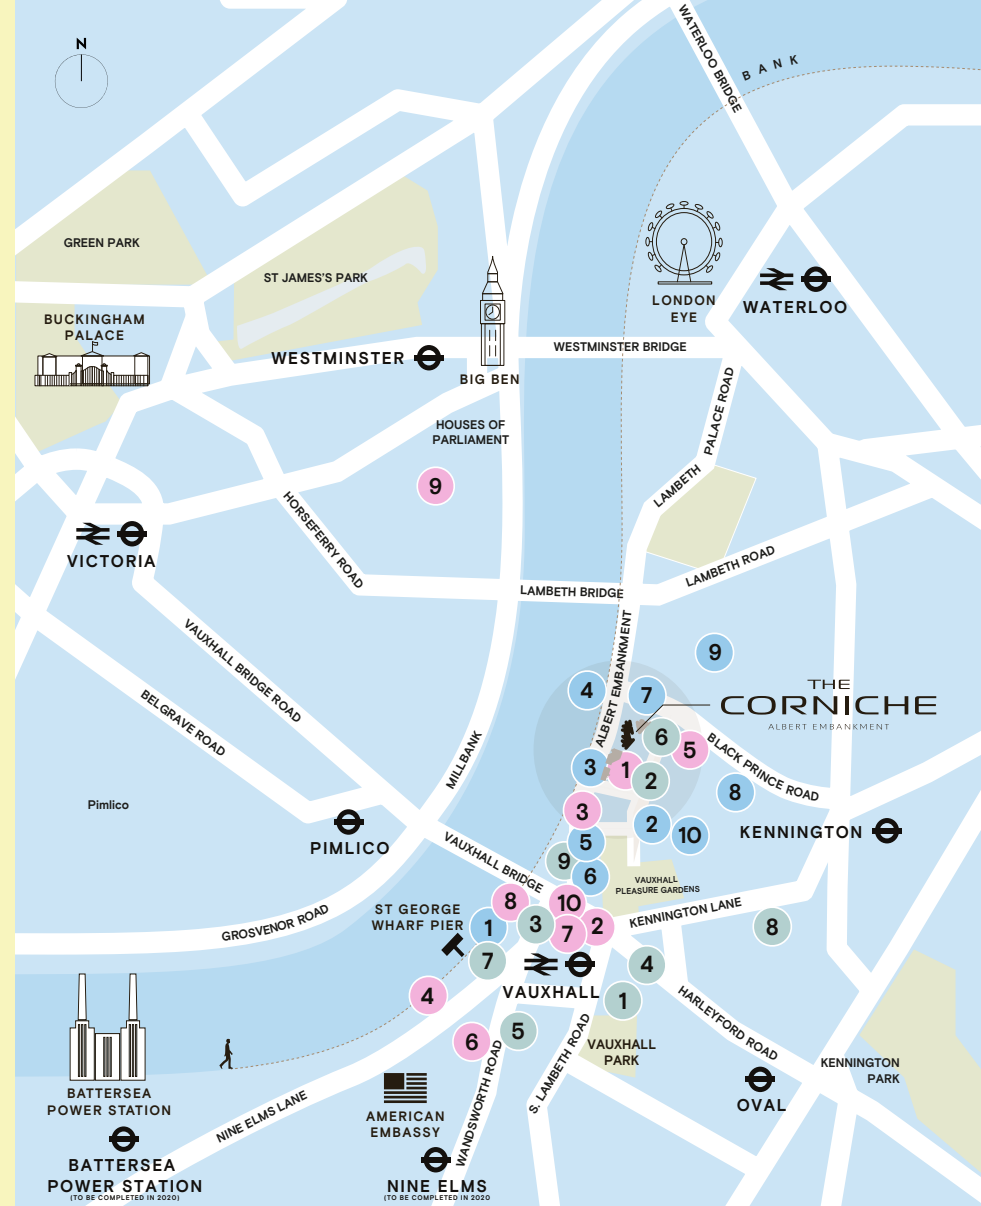 N
WATERLOO BRIDGE
BANK
GREEN PARK
ST JAMES'S PARK
BUCKINGHAM
PALACE
LONDON
EYE
WATERLOO
WESTMINSTER
WESTMINSTER BRIDGE
BIG BEN
PALACE ROAD
LAMBETH
HOUSES OF
PARLIAMENT
9
HORSEFERRY ROAD
VICTORIA
LAMBETH ROAD
LAMBETH BRIDGE
ALBERT EMBANKMENT
VAUXHALL BRIDGE ROAD
BELGRAVE ROAD
MILLBANK
9
4
7
THE
CORNICHE
ALBERT EMBANKMENT
6
5
BLACK PRINCE ROAD
3
1
2
8
Pimlico
PIMLICO
3
2
10
KENNINGTON
5
9
6
VAUXHALL BRIDGE
VAUXHALL
PLEASURE GARDENS
GROSVENOR ROAD
ST GEORGE
WHARF PIER
8
10
1
3
7
2
KENNINGTON LANE
8
7
4
VAUXHALL
4
1
HARLEYFORD ROAD
6
5
VAUXHALL
PARK
S. LAMBETH ROAD
WANDSWORTH ROAD
KENNINGTON
PARK
OVAL
BATTERSEA
POWER STATION
NINE ELMS LANE
AMERICAN
EMBASSY
BATTERSEA
POWER STATION
(TO BE COMPLETED IN 2020)
NINE ELMS
(TO BE COMPLETED IN 2020